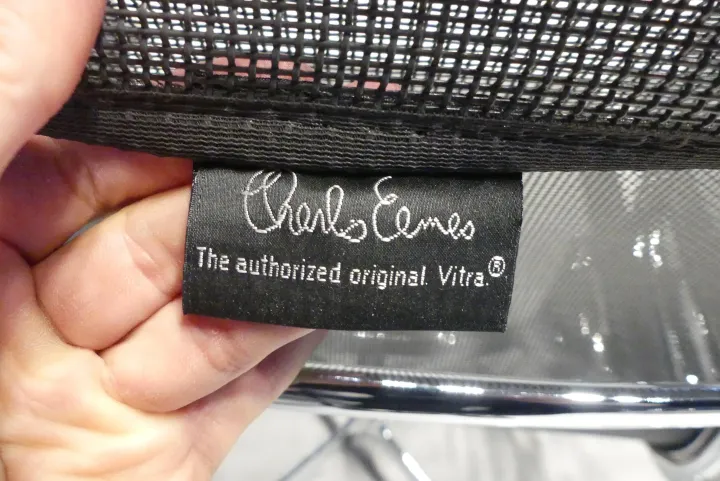 Charles Eames
The authorized original. Vitra.®